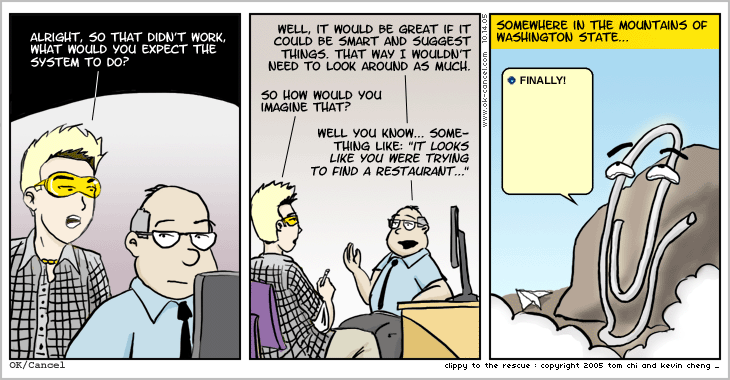 ALRIGHT, SO THAT DIDN'T WORK,
WHAT WOULD YOU EXPECT THE
SYSTEM TO DO?
WELL, IT WOULD BE GREAT IF IT
COULD BE SMART AND SUGGEST
THINGS. THAT WAY I WOULDN'T
NEED TO LOOK AROUND AS MUCH.
SO HOW WOULD YOU
IMAGINE THAT?
WELL YOU KNOW... SOME-
THING LIKE: "IT LOOKS
LIKE YOU WERE TRYING
TO FIND A RESTAURANT..."
www.ok-cancel.com 10.14.05
SOMEWHERE IN THE MOUNTAINS OF
WASHINGTON STATE...
FINALLY!
OK/Cancel
clippy to the rescue : copyright 2005 tom chi and kevin cheng _